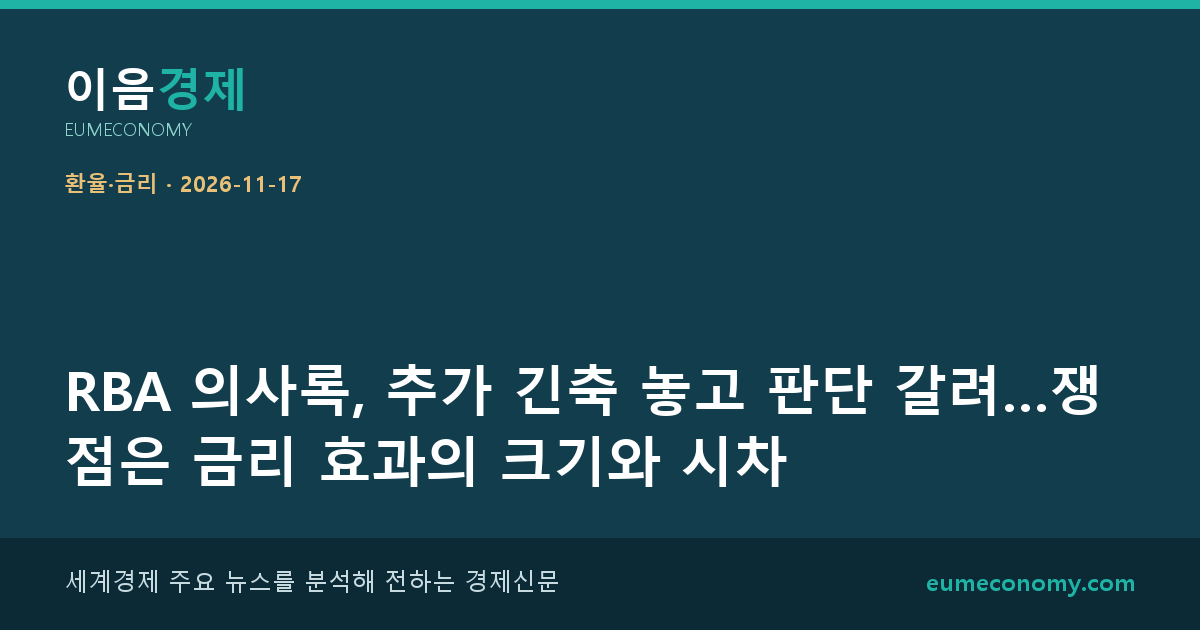 이음경제
EUMECONOMY
환율·금리 · 2026-11-17
RBA 의사록, 추가 긴축 놓고 판단 갈려…쟁
점은 금리 효과의 크기와 시차
세계경제 주요 뉴스를 분석해 전하는 경제신문
eumeconomy.com